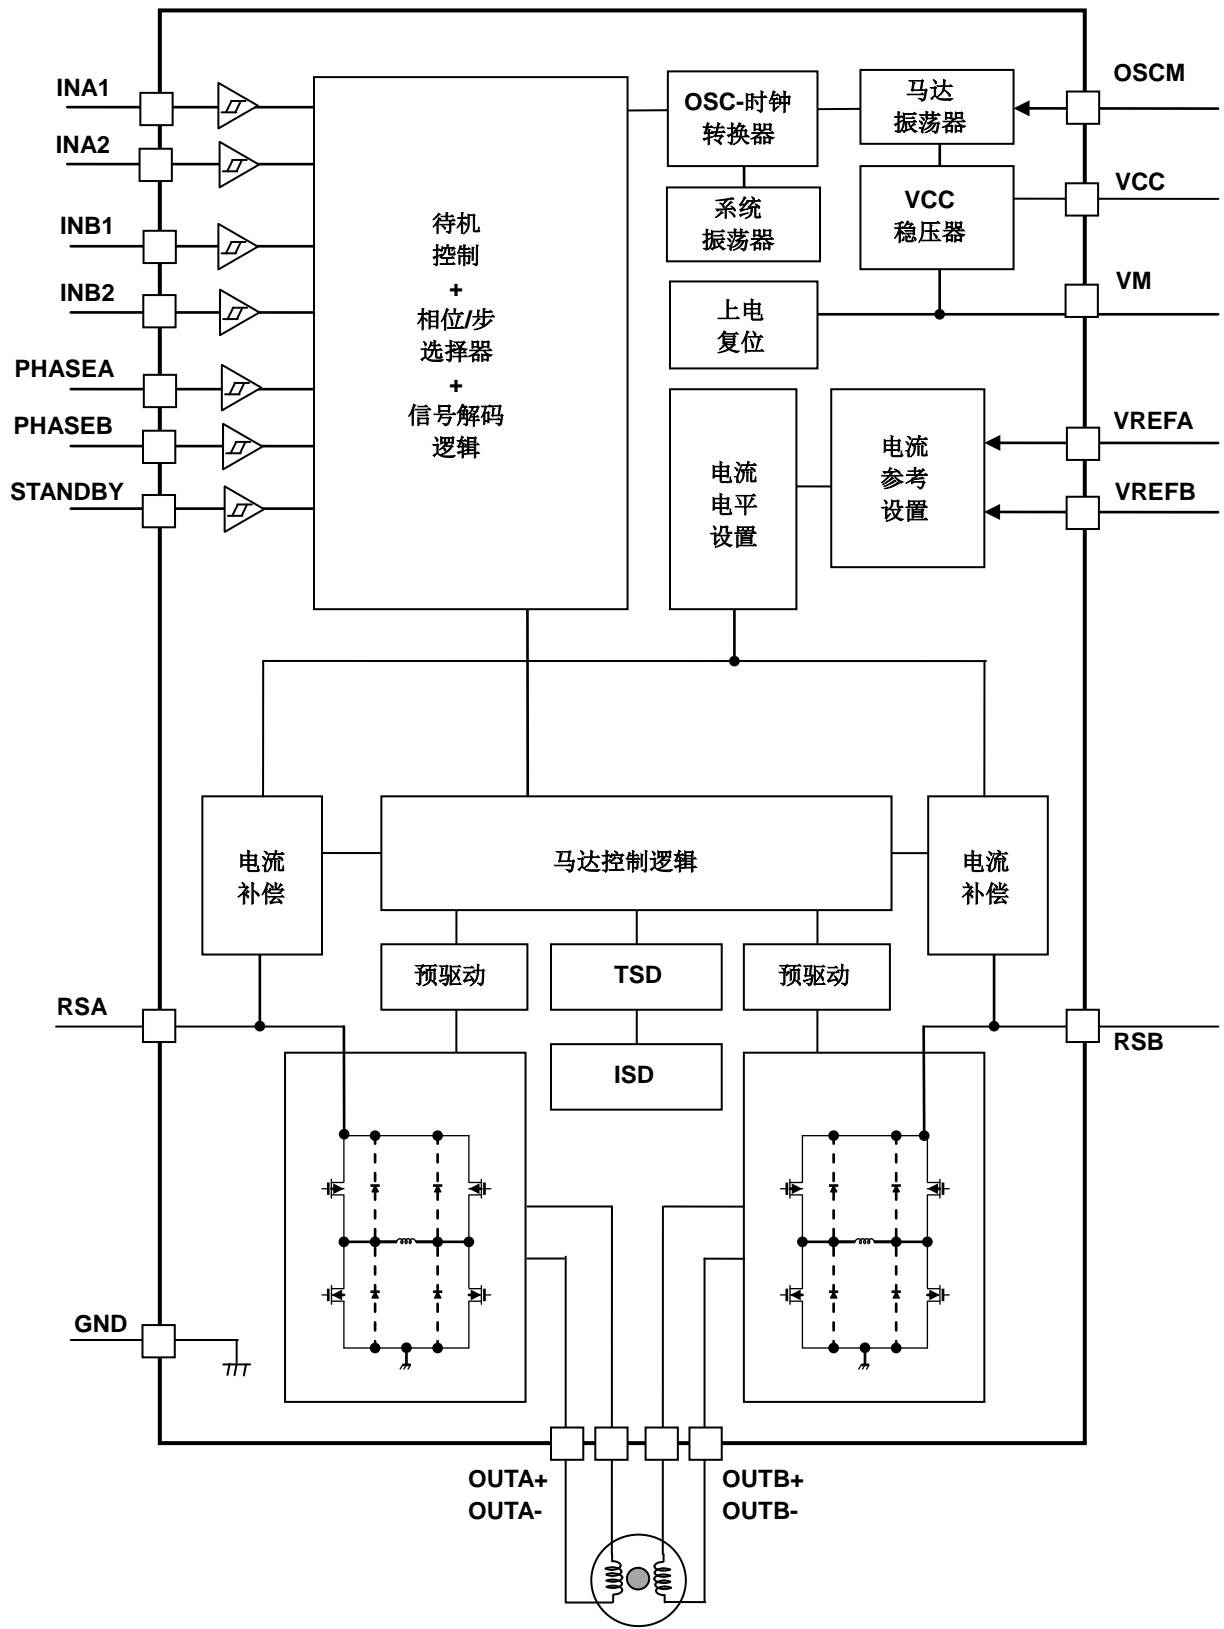 INA1
INA2
INB1
INB2
PHASEA
PHASEB
STANDBY
待机
控制
+
相位/步
选择器
+
信号解码
逻辑
OSC-时钟
转换器
马达
振荡器
OSCM
系统
振荡器
VCC
稳压器
VCC
上电
复位
VM
电流
电平
设置
电流
参考
设置
VREFA
VREFB
电流
补偿
马达控制逻辑
电流
补偿
预驱动
TSD
预驱动
ISD
RSA
RSB
GND
OUTA+
OUTA-
OUTB+
OUTB-